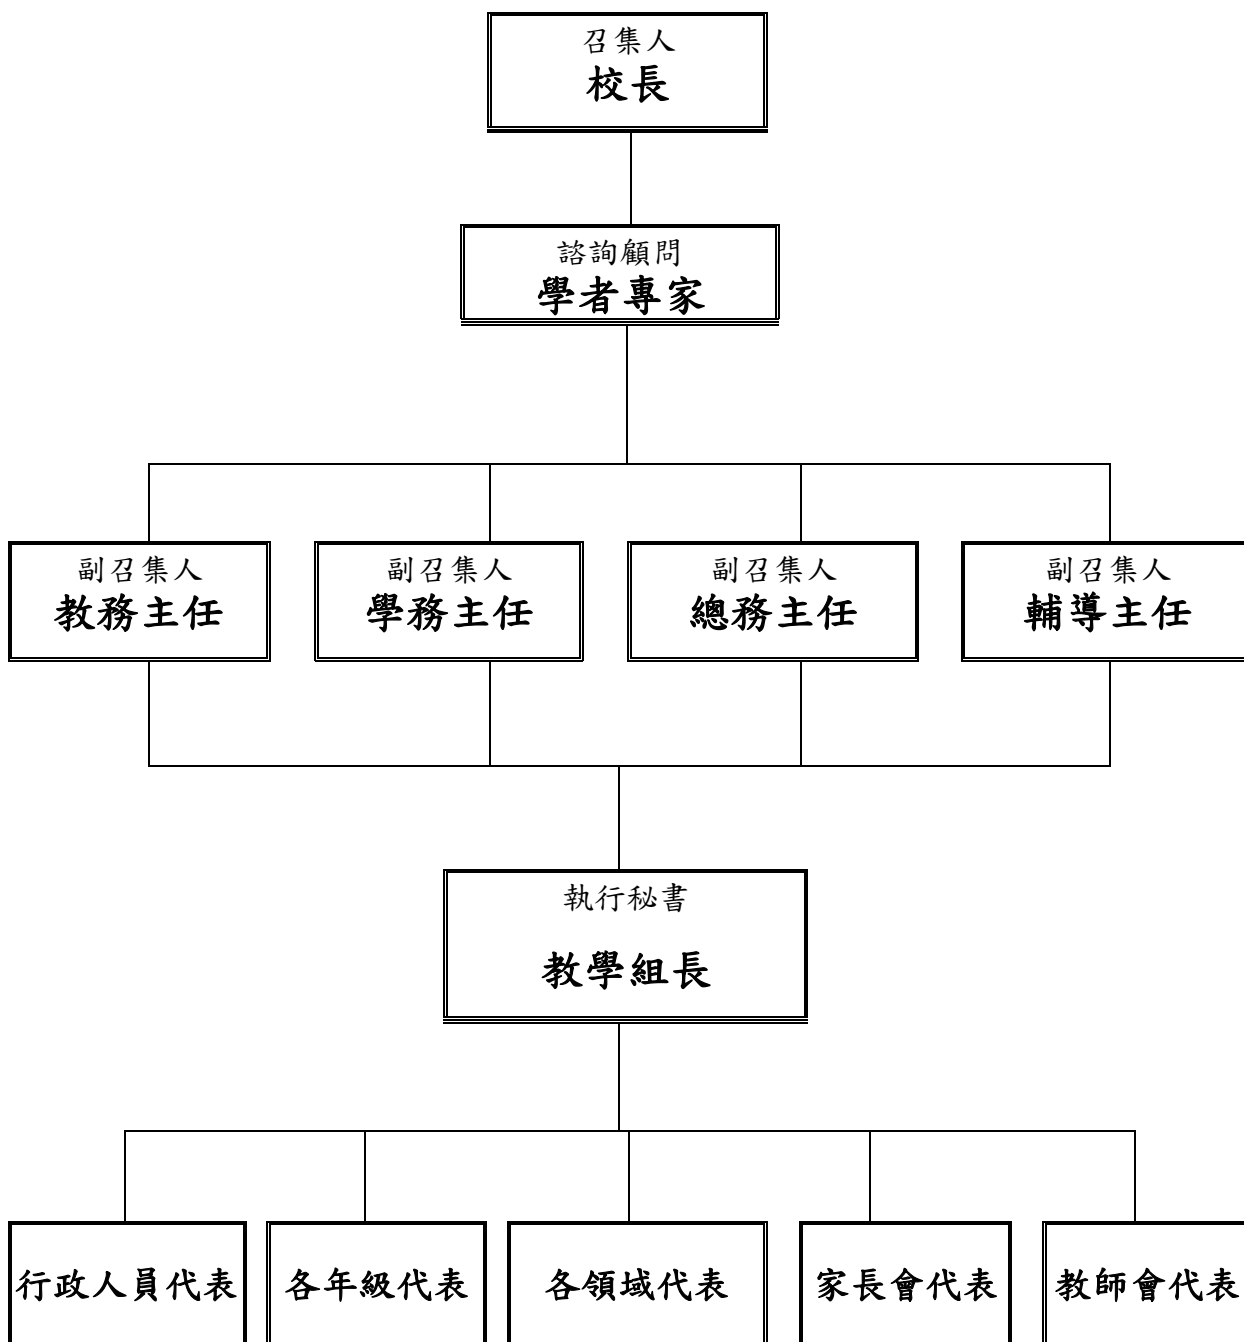 召集人
校長
諮詢顧問
學者專家
副召集人
教務主任
副召集人
學務主任
副召集人
總務主任
副召集人
輔導主任
執行秘書
教學組長
行政人員代表
各年級代表
各領域代表
家長會代表
教師會代表